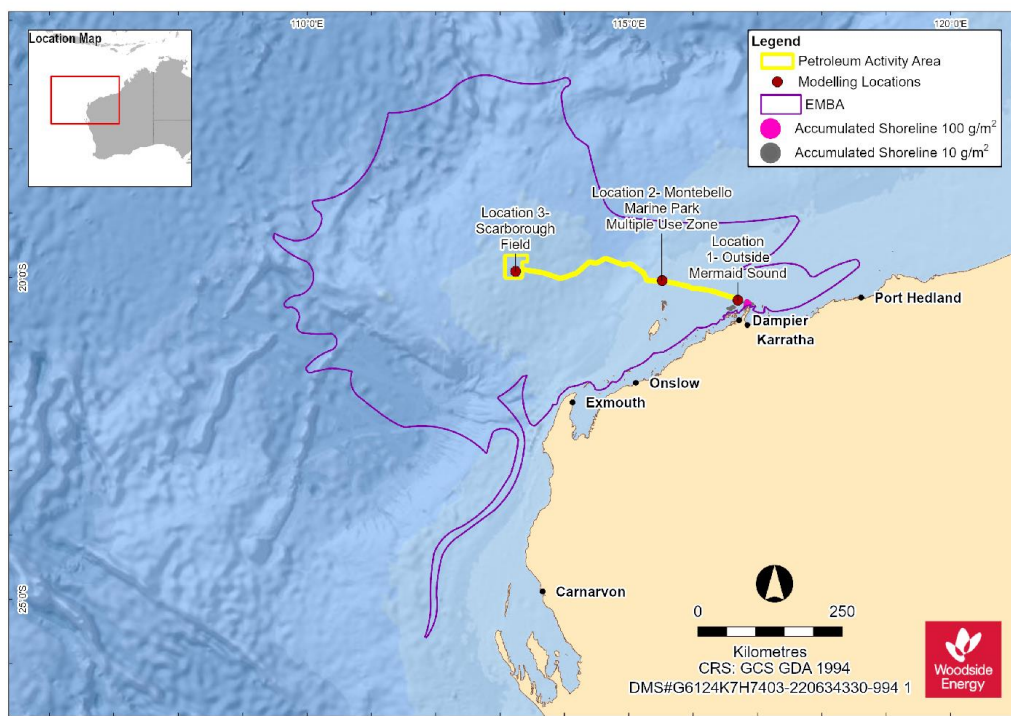 110°0'E
115°0'E
120°0'E
Location Map
Legend
Petroleum Activity Area
Modelling Locations
EMBA
Accumulated Shoreline 100 g/m²
Accumulated Shoreline 10 g/m²
Location 2- Montebello
Marine Park
Multiple Use Zone
Location 3-
Scarborough
Field
Location
1- Outside
Mermaid Sound
20°0'S
Port Hedland
Dampier
Karratha
Onslow
Exmouth
25°0'S
Carnarvon
0 250
Kilometres
CRS: GCS GDA 1994
DMS#G6124K7H7403-220634330-994 1
Woodside
Energy